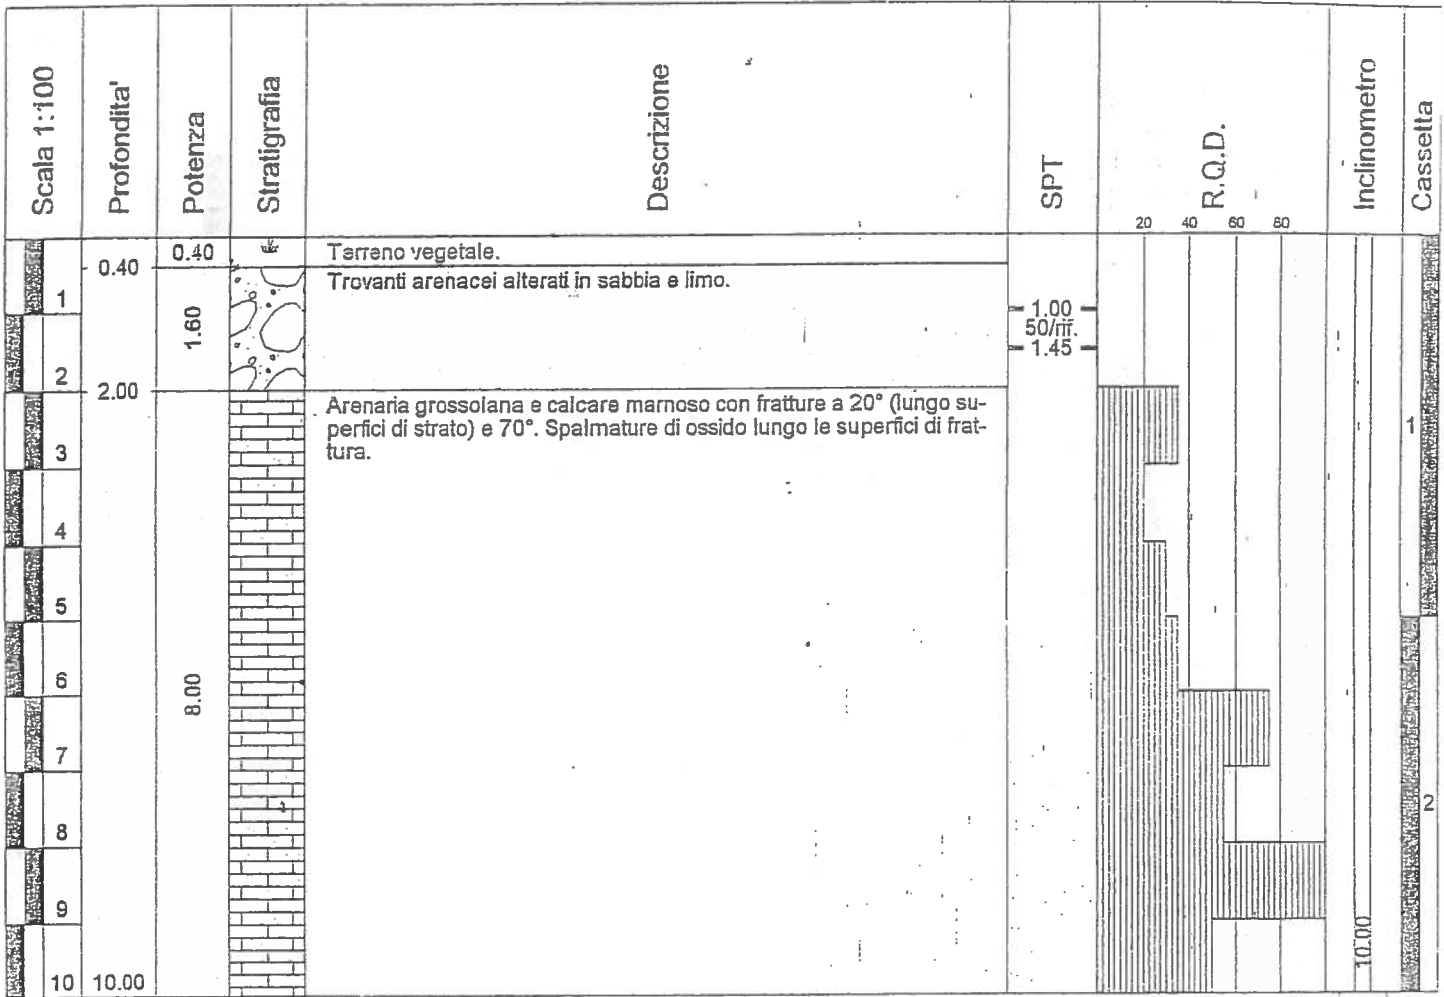 Scala 1:100
Profondita'
Potenza
Stratigrafia
Descrizione
SPT
R.Q.D.
Inclinometro
Cassetta
20 40 60 80
0.40
0.40
Terreno vegetale.
Trovanti arenacei alterati in sabbia e limo.
1
1.60
1.00
50/rif.
1.45
2
2.00
Arenaria grossolana e calcare marnoso con fratture a 20° (lungo su-
perfici di strato) e 70°. Spalmature di ossido lungo le superfici di frat-
tura.
1
3
4
5
6
8.00
7
8
2
9
10.00
10
10.00